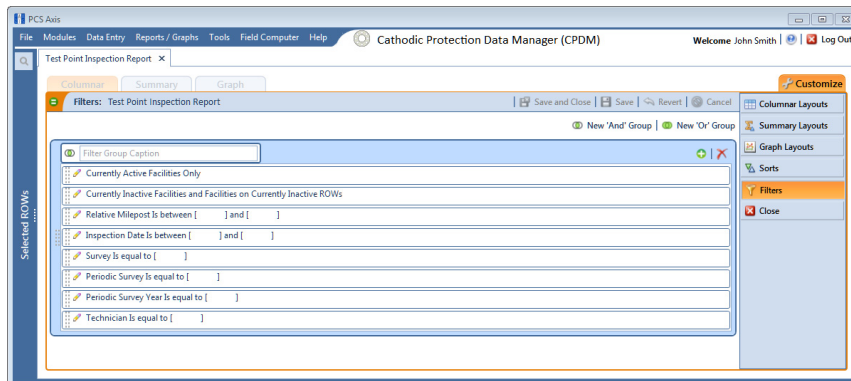 PCS Axis
File Modules Data Entry Reports / Graphs Tools Field Computer Help
Cathodic Protection Data Manager (CPDM)
Welcome John Smith | Log Out
Test Point Inspection Report X
Columnar Summary Graph
Customize
Filters: Test Point Inspection Report
Save and Close | Save | Revert | Cancel
New 'And' Group | New 'Or' Group
Filter Group Caption
Currently Active Facilities Only
Currently Inactive Facilities and Facilities on Currently Inactive ROWs
Relative Milepost Is between [ ] and [ ]
Inspection Date Is between [ ] and [ ]
Survey Is equal to [ ]
Periodic Survey Is equal to [ ]
Periodic Survey Year Is equal to [ ]
Technician Is equal to [ ]
Columnar Layouts
Summary Layouts
Graph Layouts
Sorts
Filters
Close
Selected ROWs